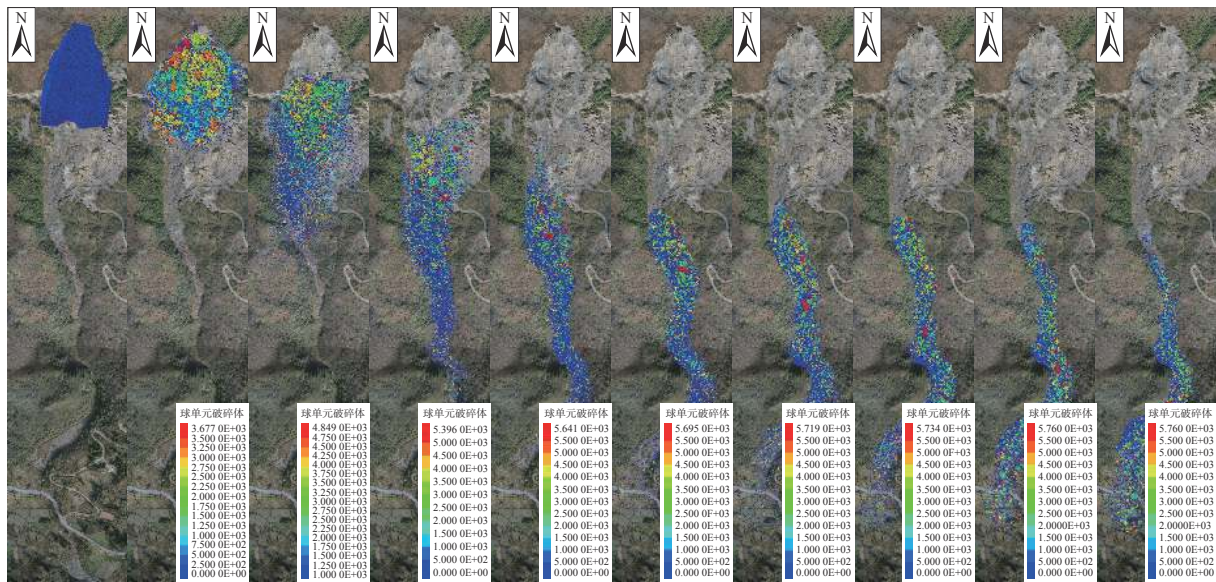 N
N
N
N
N
N
N
N
N
N
球单元破碎体
3.677 0E+03
3.500 0E+03
3.250 0E+03
3.000 0E+03
2.750 0E+03
2.500 0E+03
2.250 0E+03
2.000 0E+03
1.750 0E+03
1.500 0E+03
1.250 0E+03
1.000 0E+03
7.500 0E+02
5.000 0E+02
2.500 0E+02
0.000 0E+00
球单元破碎体
4.849 0E+03
4.750 0E+03
4.500 0E+03
4.250 0E+03
4.000 0E+03
3.750 0E+03
3.500 0E+03
3.250 0E+03
3.000 0E+03
2.750 0E+03
2.500 0E+03
2.250 0E+03
2.000 0E+03
1.750 0E+03
1.500 0E+03
1.250 0E+03
1.000 0E+03
球单元破碎体
5.396 0E+03
5.000 0E+03
4.500 0E+03
4.000 0E+03
3.500 0E+03
3.000 0E+03
2.500 0E+03
2.000 0E+03
1.500 0E+03
1.000 0E+03
5.000 0E+02
0.000 0E+00
球单元破碎体
5.641 0E+03
5.500 0E+03
5.000 0E+03
4.500 0E+03
4.000 0E+03
3.500 0E+03
3.000 0E+03
2.500 0E+03
2.000 0E+03
1.500 0E+03
1.000 0E+03
5.000 0E+02
0.000 0E+00
球单元破碎体
5.695 0E+03
5.500 0E+03
5.000 0F+03
4.500 0E+03
4.000 0E+03
3.500 0E+03
3.000 0E+03
2.500 0E+03
2.000 0F+03
1.500 0E+03
1.000 0E+03
5.000 0E+02
0.000 0E+00
球单元破碎体
5.719 0E+03
5.500 0E+03
5.000 0E+03
4.500 0E+03
4.000 0E+03
3.500 0E+03
3.000 0E+03
2.500 0E+03
2.000 0E+03
1.500 0E+03
1.000 0E+03
5.000 0E+02
0.000 0E+00
球单元破碎体
5.734 0E+03
5.500 0E+03
5.000 0F+03
4.500 0E+03
4.000 0E+03
3.500 0E+03
3.000 0E+03
2.500 0E+03
2.000 0E+03
1.500 0E+03
1.000 0E+03
5.000 0E+02
0.000 0E+00
球单元破碎体
5.760 0E+03
5.500 0E+03
5.000 0E+03
4.500 0E+03
4.000 0E+03
3.500 0E+03
3.000 0E+03
2.500 0E+03
2.0000E+03
1.500 0E+03
1.000 0E+03
5.000 0E+02
0.000 0E+00
球单元破碎体
5.760 0E+03
5.500 0E+03
5.000 0E+03
4.500 0E+03
4.000 0E+03
3.500 0E+03
3.000 0E+03
2.500 0E+03
2.0000E+03
1.500 0E+03
1.000 0E+03
5.000 0E+02
0.000 0E+00